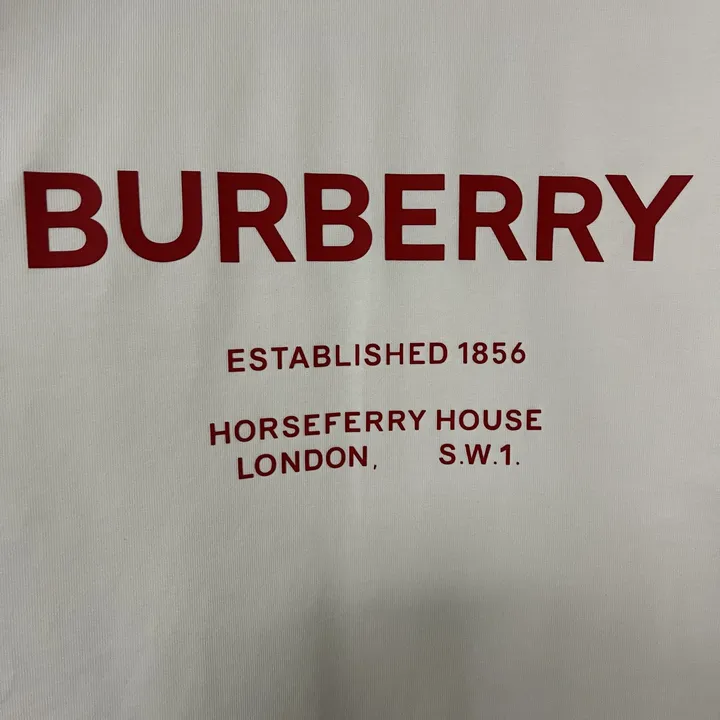 BURBERRY
ESTABLISHED 1856
HORSEFERRY HOUSE
LONDON, S.W.1.